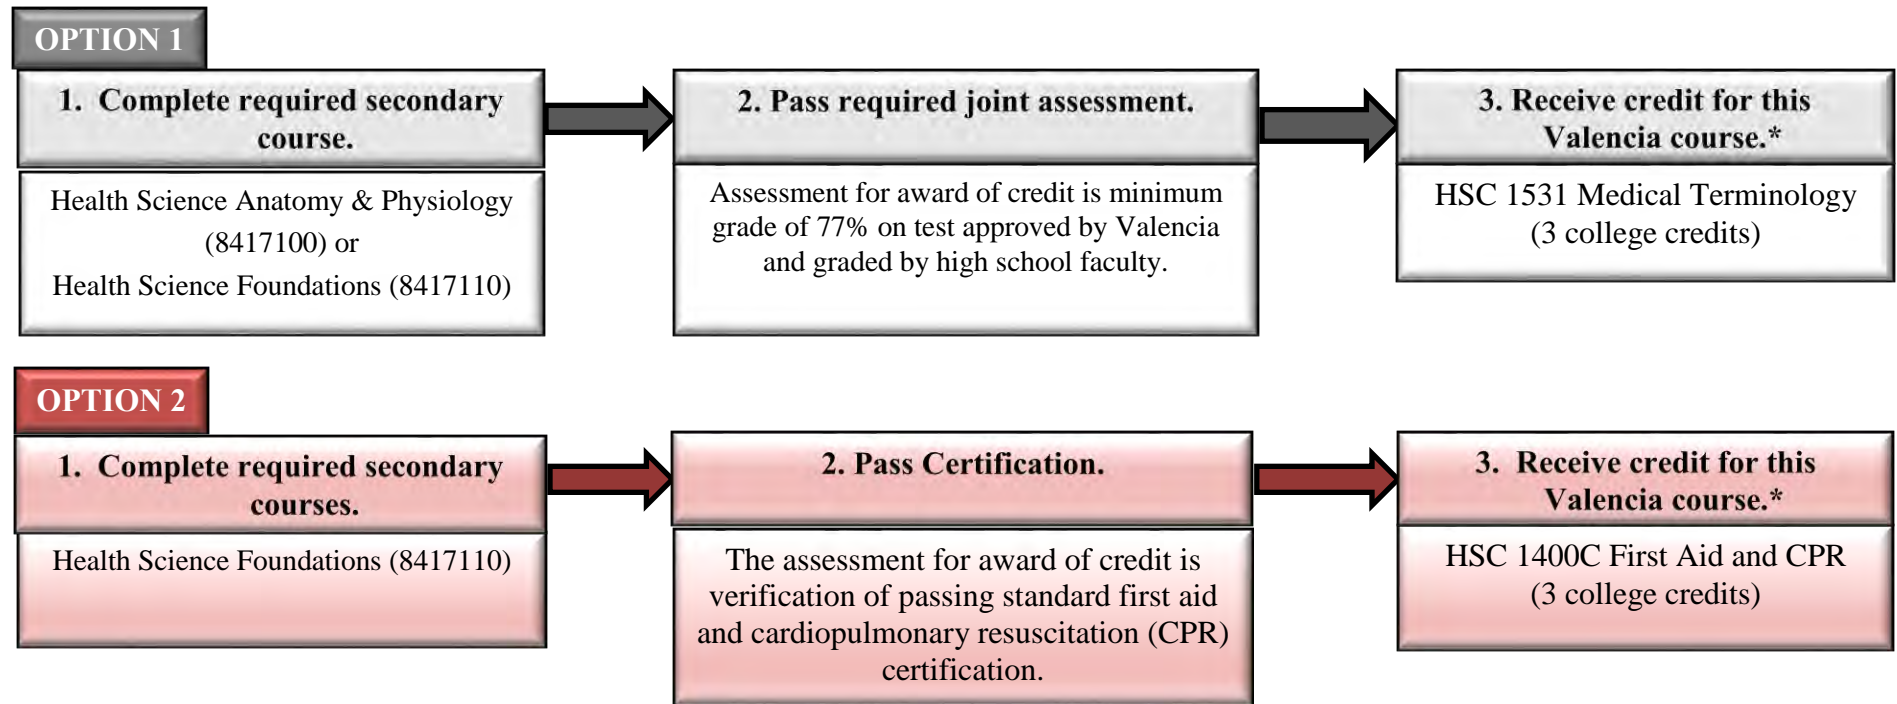 OPTION 1
1. Complete required secondary
course.
Health Science Anatomy & Physiology
(8417100) or
Health Science Foundations (8417110)
2. Pass required joint assessment.
Assessment for award of credit is minimum
grade of 77% on test approved by Valencia
and graded by high school faculty.
3. Receive credit for this
Valencia course.*
HSC 1531 Medical Terminology
(3 college credits)
OPTION 2
1. Complete required secondary
courses.
Health Science Foundations (8417110)
2. Pass Certification.
The assessment for award of credit is
verification of passing standard first aid
and cardiopulmonary resuscitation (CPR)
certification.
3. Receive credit for this
Valencia course.*
HSC 1400C First Aid and CPR
(3 college credits)